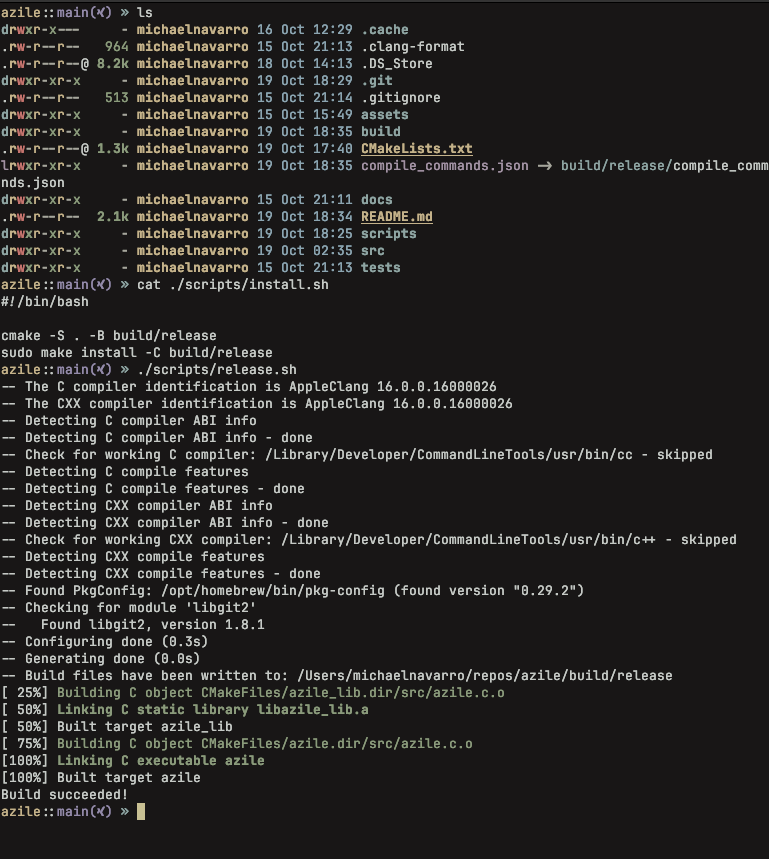 azile::main(✗) » ls
drwxr-x--- - michaelnavarro 16 Oct 12:29 .cache
.rw-r--r-- 964 michaelnavarro 15 Oct 21:13 .clang-format
.rw-r--r--@ 8.2k michaelnavarro 18 Oct 14:13 .DS_Store
drwxr-xr-x - michaelnavarro 19 Oct 18:29 .git
.rw-r--r-- 513 michaelnavarro 15 Oct 21:14 .gitignore
drwxr-xr-x - michaelnavarro 15 Oct 15:49 assets
drwxr-xr-x - michaelnavarro 19 Oct 18:35 build
.rw-r--r--@ 1.3k michaelnavarro 19 Oct 17:40 CMakeLists.txt
lrwxr-xr-x - michaelnavarro 19 Oct 18:35 compile_commands.json -> build/release/compile_comm
nds.json
drwxr-xr-x - michaelnavarro 15 Oct 21:11 docs
.rw-r--r-- 2.1k michaelnavarro 19 Oct 18:34 README.md
drwxr-xr-x - michaelnavarro 19 Oct 18:25 scripts
drwxr-xr-x - michaelnavarro 19 Oct 02:35 src
drwxr-xr-x - michaelnavarro 15 Oct 21:13 tests
azile::main(✗) » cat ./scripts/install.sh
#!/bin/bash
cmake -S . -B build/release
sudo make install -C build/release
azile::main(✗) » ./scripts/release.sh
-- The C compiler identification is AppleClang 16.0.0.16000026
-- The CXX compiler identification is AppleClang 16.0.0.16000026
-- Detecting C compiler ABI info
-- Detecting C compiler ABI info - done
-- Check for working C compiler: /Library/Developer/CommandLineTools/usr/bin/cc - skipped
-- Detecting C compile features
-- Detecting C compile features - done
-- Detecting CXX compiler ABI info
-- Detecting CXX compiler ABI info - done
-- Check for working CXX compiler: /Library/Developer/CommandLineTools/usr/bin/c++ - skipped
-- Detecting CXX compile features
-- Detecting CXX compile features - done
-- Found PkgConfig: /opt/homebrew/bin/pkg-config (found version "0.29.2")
-- Checking for module 'libgit2'
--   Found libgit2, version 1.8.1
-- Configuring done (0.3s)
-- Generating done (0.0s)
-- Build files have been written to: /Users/michaelnavarro/repos/azile/build/release
[ 25%] Building C object CMakeFiles/azile_lib.dir/src/azile.c.o
[ 50%] Linking C static library libazile_lib.a
[ 50%] Built target azile_lib
[ 75%] Building C object CMakeFiles/azile.dir/src/azile.c.o
[100%] Linking C executable azile
[100%] Built target azile
Build succeeded!
azile::main(✗) »